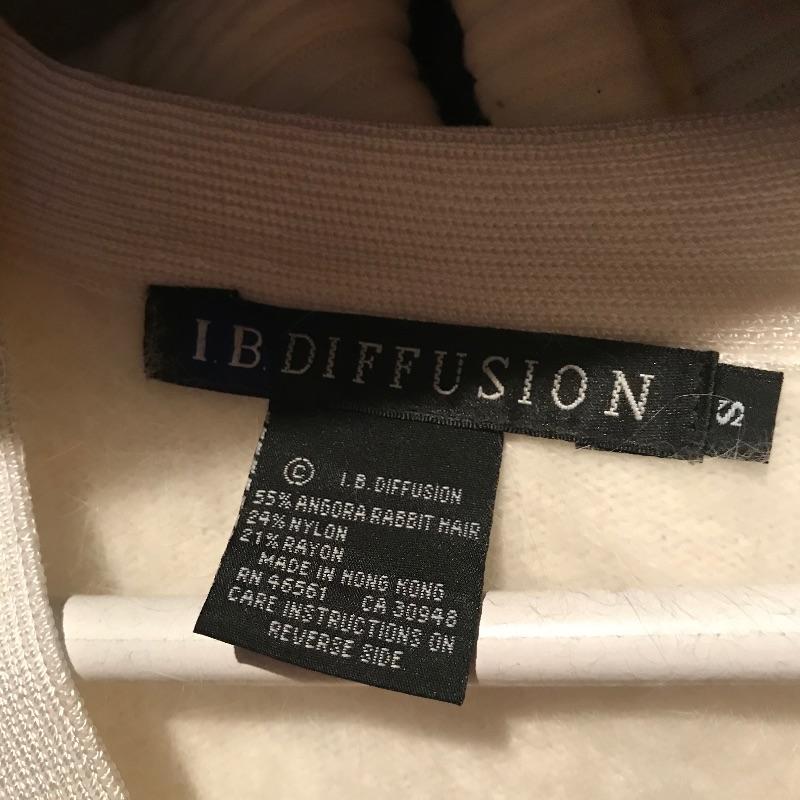 I.B. DIFFUSION
S
© I.B. DIFFUSION
55% ANGORA RABBIT HAIR
24% NYLON
21% RAYON
MADE IN HONG KONG
RN 46561 CA 30948
CARE INSTRUCTIONS ON
REVERSE SIDE